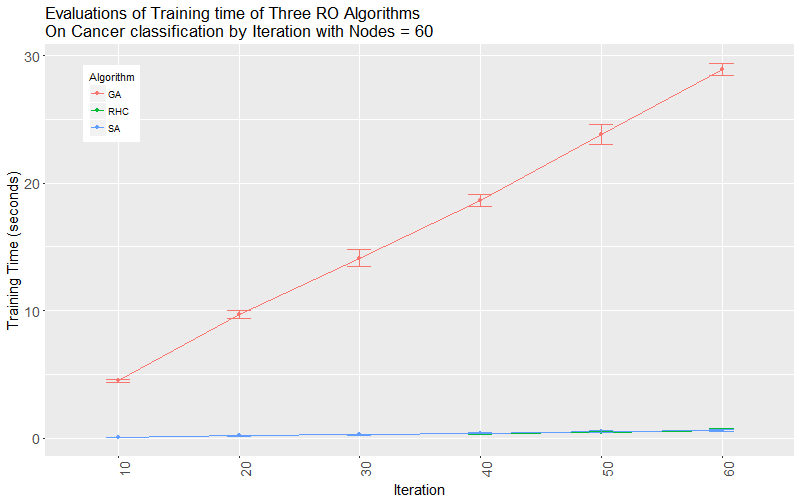 Evaluations of Training time of Three RO Algorithms
On Cancer classification by Iteration with Nodes = 60
Algorithm
GA
RHC
SA
Training Time (seconds)
30
20
10
0
10
20
30
40
50
60
Iteration